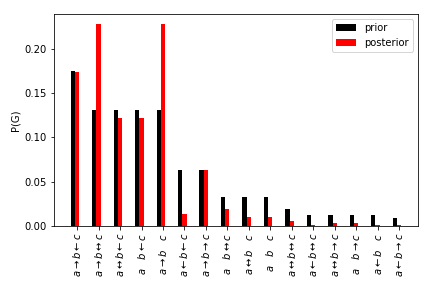 prior
posterior
P(G)
0.20
0.15
0.10
0.05
0.00
a→b←c
a→b↔c
a↔b←c
a b←c
a→b c
a←b←c
a→b→c
a b↔c
a↔b c
a b c
a↔b↔c
a←b↔c
a↔b→c
a b→c
a←b c
a←b→c